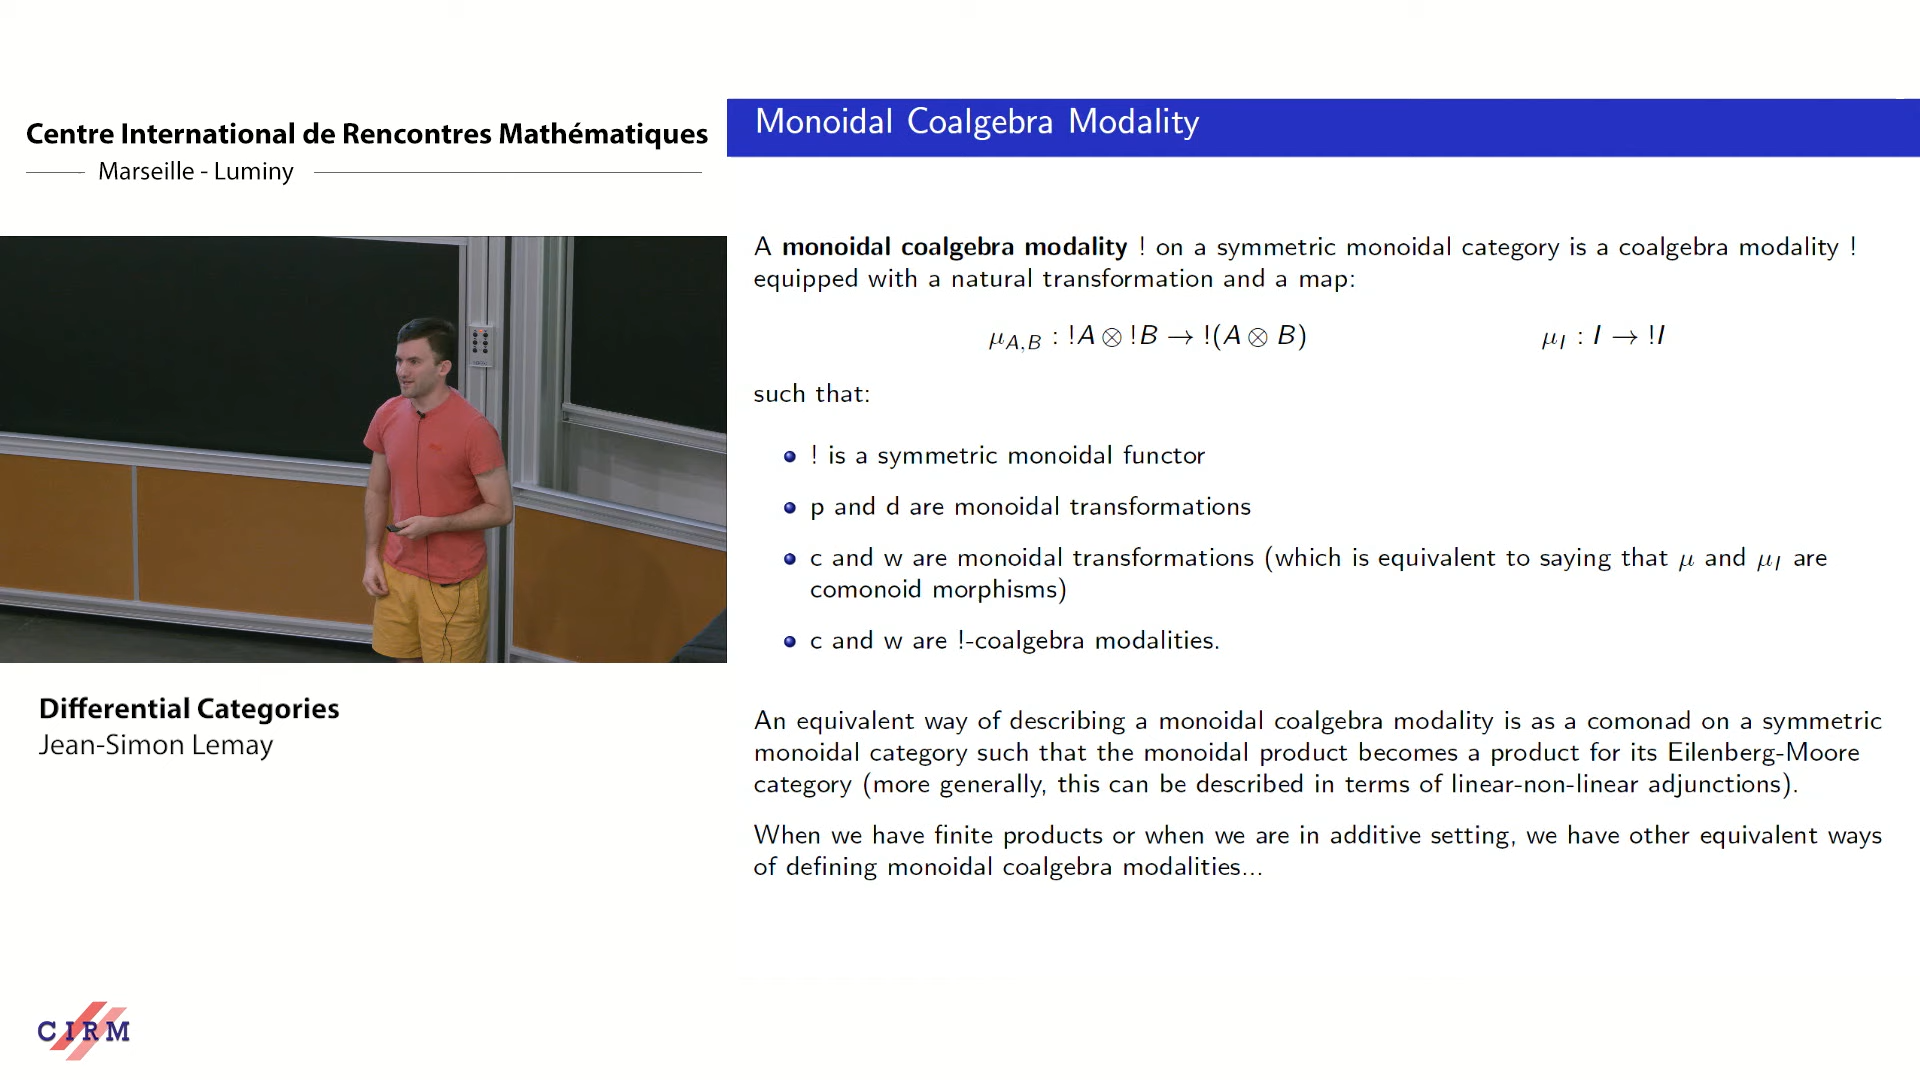 Centre International de Rencontres Mathématiques
Marseille - Luminy
Monoidal Coalgebra Modality
A monoidal coalgebra modality ! on a symmetric monoidal category is a coalgebra modality !
equipped with a natural transformation and a map:
μ_{A,B} : !A ⊗ !B → !(A ⊗ B) μ_I : I → !I
such that:
• ! is a symmetric monoidal functor
• p and d are monoidal transformations
• c and w are monoidal transformations (which is equivalent to saying that μ and μ_I are
comonoid morphisms)
• c and w are !-coalgebra modalities.
An equivalent way of describing a monoidal coalgebra modality is as a comonad on a symmetric
monoidal category such that the monoidal product becomes a product for its Eilenberg-Moore
category (more generally, this can be described in terms of linear-non-linear adjunctions).
When we have finite products or when we are in additive setting, we have other equivalent ways
of defining monoidal coalgebra modalities...
Differential Categories
Jean-Simon Lemay
CIRM